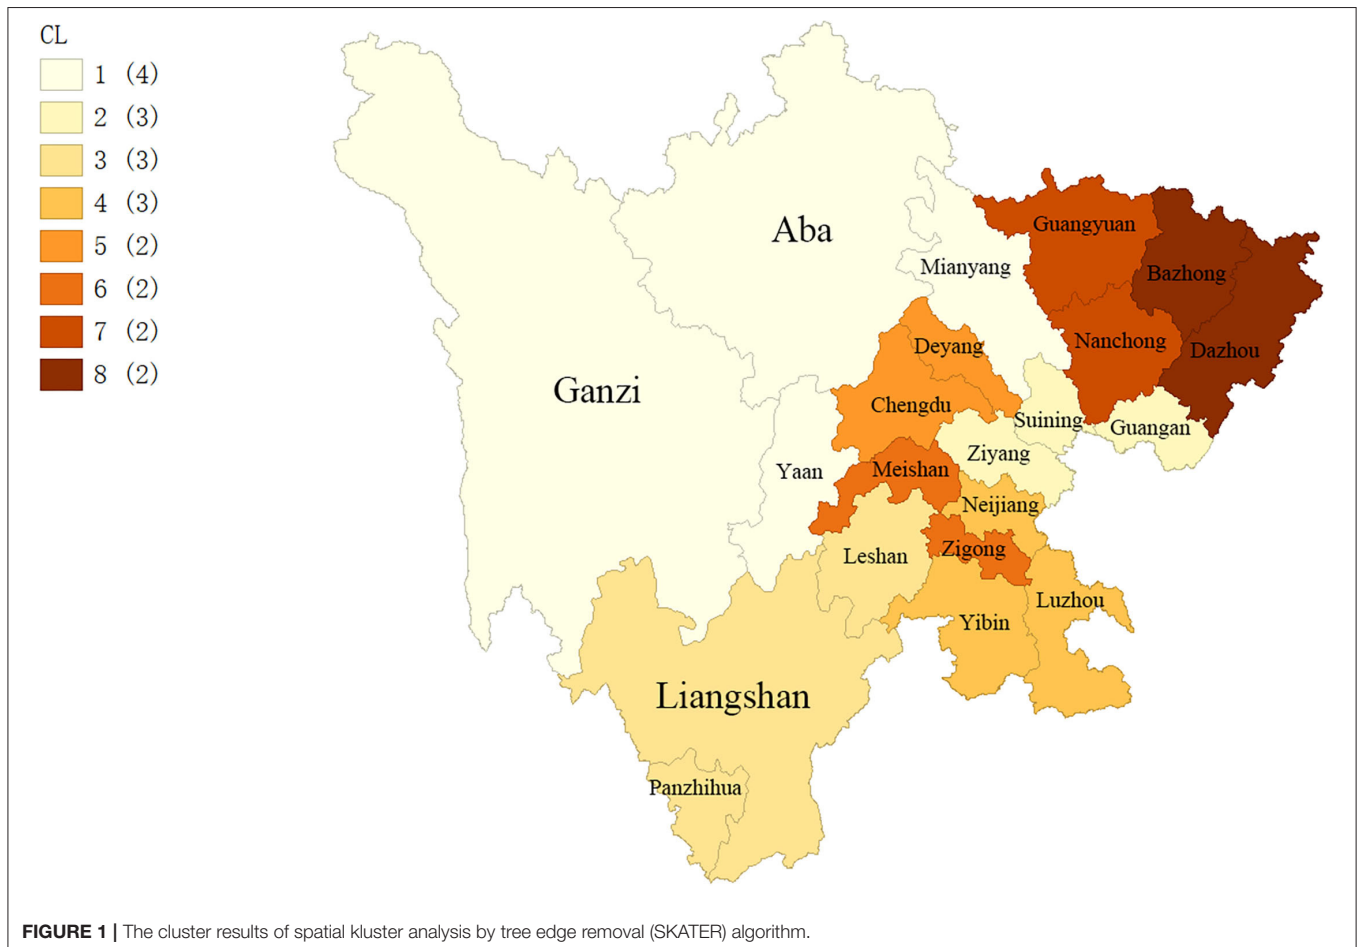 CL
1 (4)
2 (3)
3 (3)
4 (3)
5 (2)
6 (2)
7 (2)
8 (2)
Aba
Guangyuan
Mianyang
Bazhong
Nanchong
Deyang
Dazhou
Ganzi
Chengdu
Suining
Guangan
Ziyang
Yaan
Meishan
Neijiang
Zigong
Leshan
Luzhou
Yibin
Liangshan
Panzhihua
FIGURE 1 | The cluster results of spatial kluster analysis by tree edge removal (SKATER) algorithm.